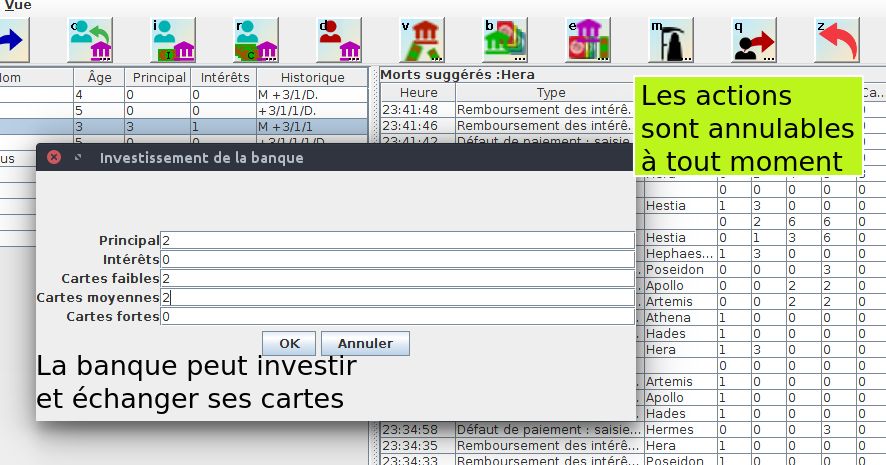 Vue
c
i
r
d
v
b
e
m
q
z
Âge Principal Intérêts Historique
4 0 0 M +3/1/D.
5 0 0 +3/1/1/D.
3 3 1 M +3/1/1
Morts suggérés :Hera
Heure Type
23:41:48 Remboursement des intérê..
23:41:46 Remboursement des intérê..
23:41:42 Défaut de paiement : saisie
Les actions
sont annulables
à tout moment
Investissement de la banque
Principal 2
Intérêts 0
Cartes faibles 2
Cartes moyennes 2
Cartes fortes 0
OK Annuler
La banque peut investir
et échanger ses cartes
0 0 0 0
Hestia 1 3 0 0 0
0 2 6 6 0
Hestia 0 1 3 6 0
Hephaes... 1 3 0 0 0
Poseidon 0 0 0 3 0
Apollo 0 0 2 2 0
Artemis 0 0 2 2 0
Athena 1 0 0 0 0
Hades 1 0 0 0 0
Hera 1 3 0 0 0
0 0 0 0 0
Artemis 1 0 0 0 0
Apollo 1 0 0 0 0
Hades 1 0 0 0 0
23:34:58 Défaut de paiement : saisie... Hermes 0 0 0 3 0
23:34:35 Remboursement des intérê... Hera 1 0 0 0 0
23:34:33 Remboursement des intérê... Poseidon 1 0 0 0 0